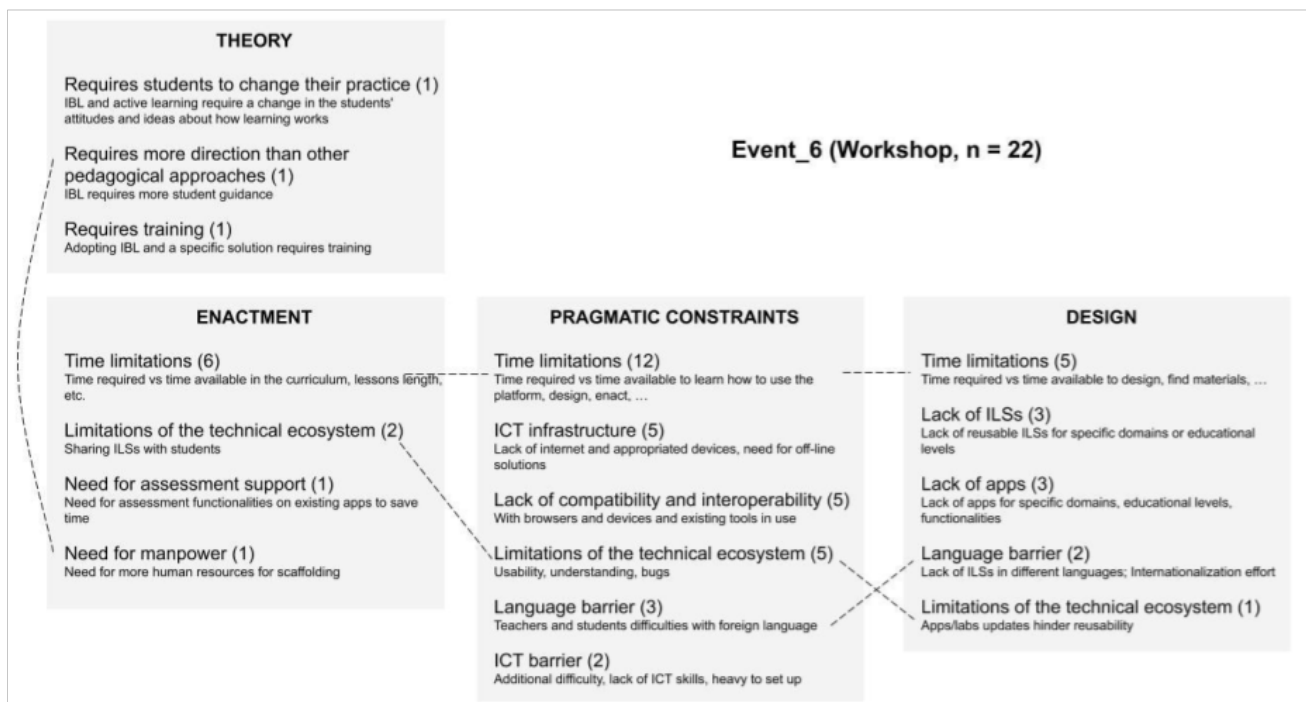 THEORY
Requires students to change their practice (1)
IBL and active learning require a change in the students'
attitudes and ideas about how learning works
Requires more direction than other
pedagogical approaches (1)
IBL requires more student guidance
Requires training (1)
Adopting IBL and a specific solution requires training
Event_6 (Workshop, n = 22)
ENACTMENT
Time limitations (6)
Time required vs time available in the curriculum, lessons length,
etc.
Limitations of the technical ecosystem (2)
Sharing ILSs with students
Need for assessment support (1)
Need for assessment functionalities on existing apps to save
time
Need for manpower (1)
Need for more human resources for scaffolding
PRAGMATIC CONSTRAINTS
Time limitations (12)
Time required vs time available to learn how to use the
platform, design, enact, ...
ICT infrastructure (5)
Lack of internet and appropriated devices, need for off-line
solutions
Lack of compatibility and interoperability (5)
With browsers and devices and existing tools in use
Limitations of the technical ecosystem (5)
Usability, understanding, bugs
Language barrier (3)
Teachers and students difficulties with foreign language
ICT barrier (2)
Additional difficulty, lack of ICT skills, heavy to set up
DESIGN
Time limitations (5)
Time required vs time available to design, find materials, ...
Lack of ILSs (3)
Lack of reusable ILSs for specific domains or educational
levels
Lack of apps (3)
Lack of apps for specific domains, educational levels,
functionalities
Language barrier (2)
Lack of ILSs in different languages; Internationalization effort
Limitations of the technical ecosystem (1)
Apps/labs updates hinder reusability